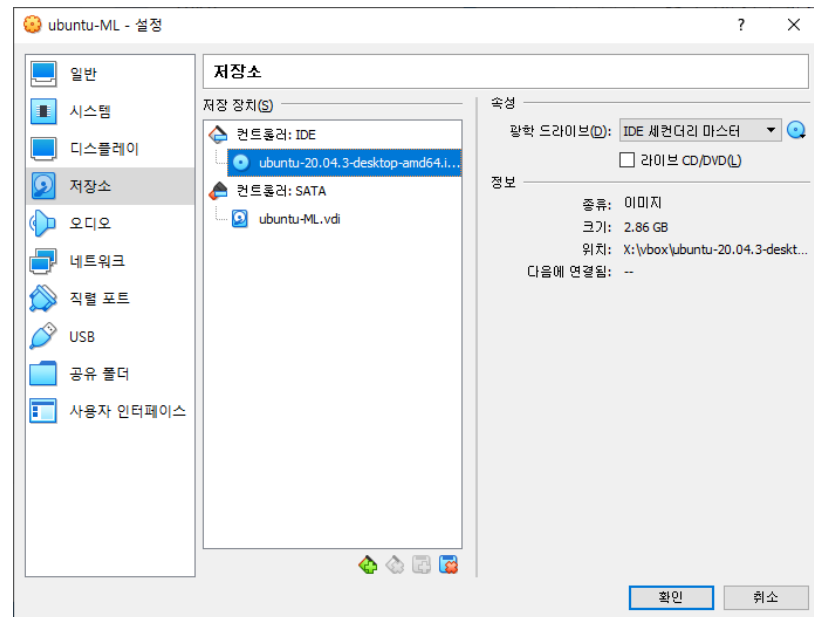 ubuntu-ML - 설정
?
일반
시스템
디스플레이
저장소
오디오
네트워크
직렬 포트
USB
공유 폴더
사용자 인터페이스
저장소
저장 장치(S)
컨트롤러: IDE
ubuntu-20.04.3-desktop-amd64.i...
컨트롤러: SATA
ubuntu-ML.vdi
속성
광학 드라이브(D): IDE 세컨더리 마스터
라이브 CD/DVD(L)
정보
종류: 이미지
크기: 2.86 GB
위치: X:\vbox\ubuntu-20.04.3-deskt...
다음에 연결됨: --
확인
취소